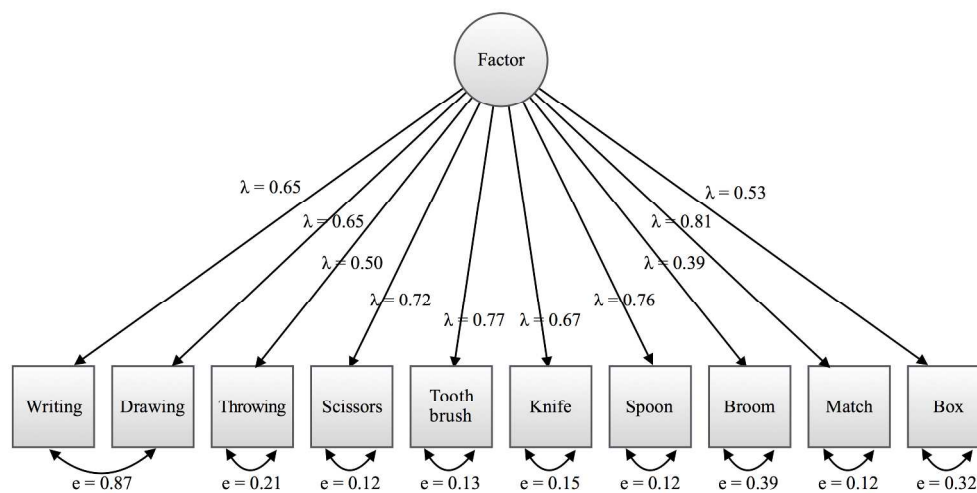 Factor
λ = 0.65
λ = 0.65
λ = 0.50
λ = 0.72
λ = 0.77
λ = 0.67
λ = 0.76
λ = 0.39
λ = 0.81
λ = 0.53
Writing
Drawing
Throwing
Scissors
Tooth
brush
Knife
Spoon
Broom
Match
Box
e = 0.87
e = 0.21
e = 0.12
e = 0.13
e = 0.15
e = 0.12
e = 0.39
e = 0.12
e = 0.32